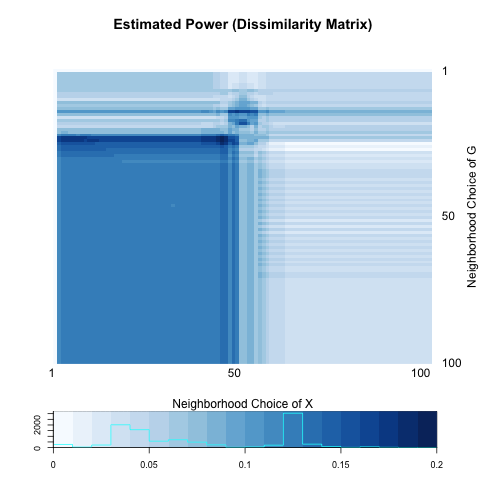 Estimated Power (Dissimilarity Matrix)
1
Neighborhood Choice of G
50
100
1 50 100
Neighborhood Choice of X
0 2000
0 0.05 0.1 0.15 0.2